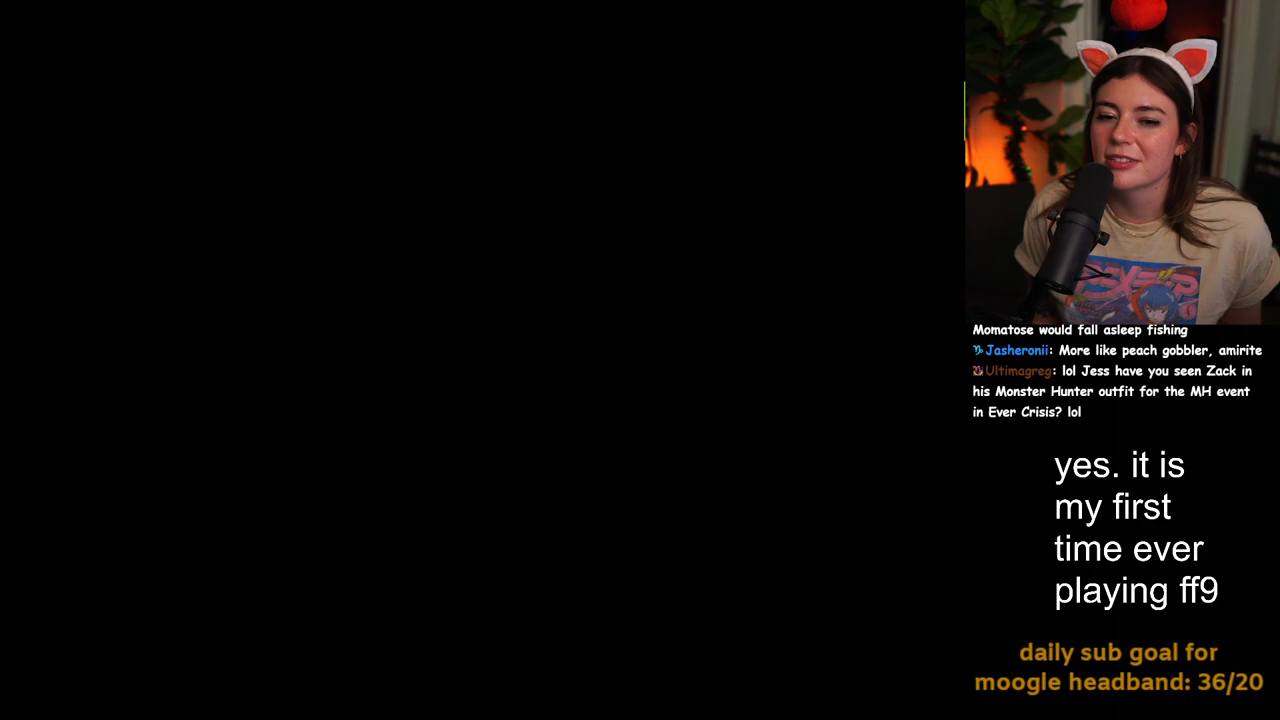 Momatose would fall asleep fishing
Jasheronii: More like peach gobbler, amirite
Ultimagreg: lol Jess have you seen Zack in
his Monster Hunter outfit for the MH event
in Ever Crisis? lol
yes. it is
my first
time ever
playing ff9
daily sub goal for
moogle headband: 36/20